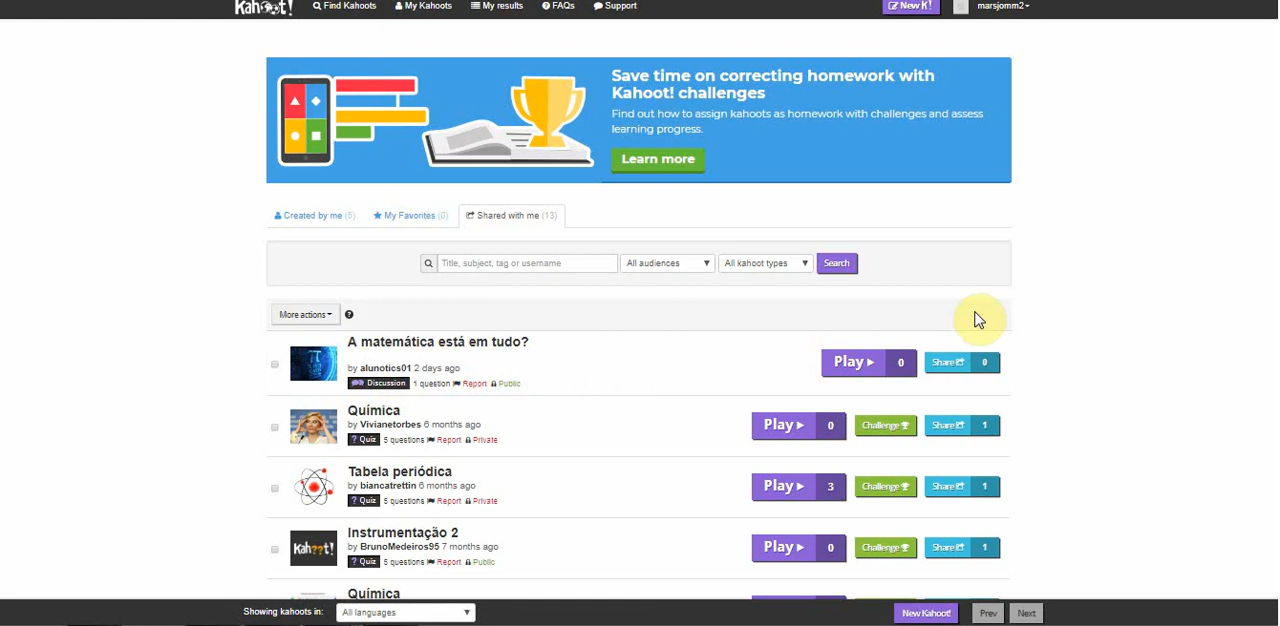 Kahoot! Find Kahoots My Kahoots My results FAQs Support New K! marsjomm2
Save time on correcting homework with
Kahoot! challenges
Find out how to assign kahoots as homework with challenges and assess
learning progress.
Learn more
Created by me (5) My Favorites (0) Shared with me (13)
Title, subject, tag or username All audiences All kahoot types Search
More actions
A matemática está em tudo?
by alunotics01 2 days ago
Discussion 1 question Report Public
Play 0 Share 0
Química
by Vivianetorbes 6 months ago
? Quiz 5 questions Report Private
Play 0 Challenge Share 1
Tabela periódica
by biancatrettin 6 months ago
? Quiz 5 questions Report Private
Play 3 Challenge Share 1
Kah??t!
Instrumentação 2
by BrunoMedeiros95 7 months ago
? Quiz 5 questions Report Public
Play 0 Challenge Share 1
Química
Showing kahoots in: All languages New Kahoot! Prev Next